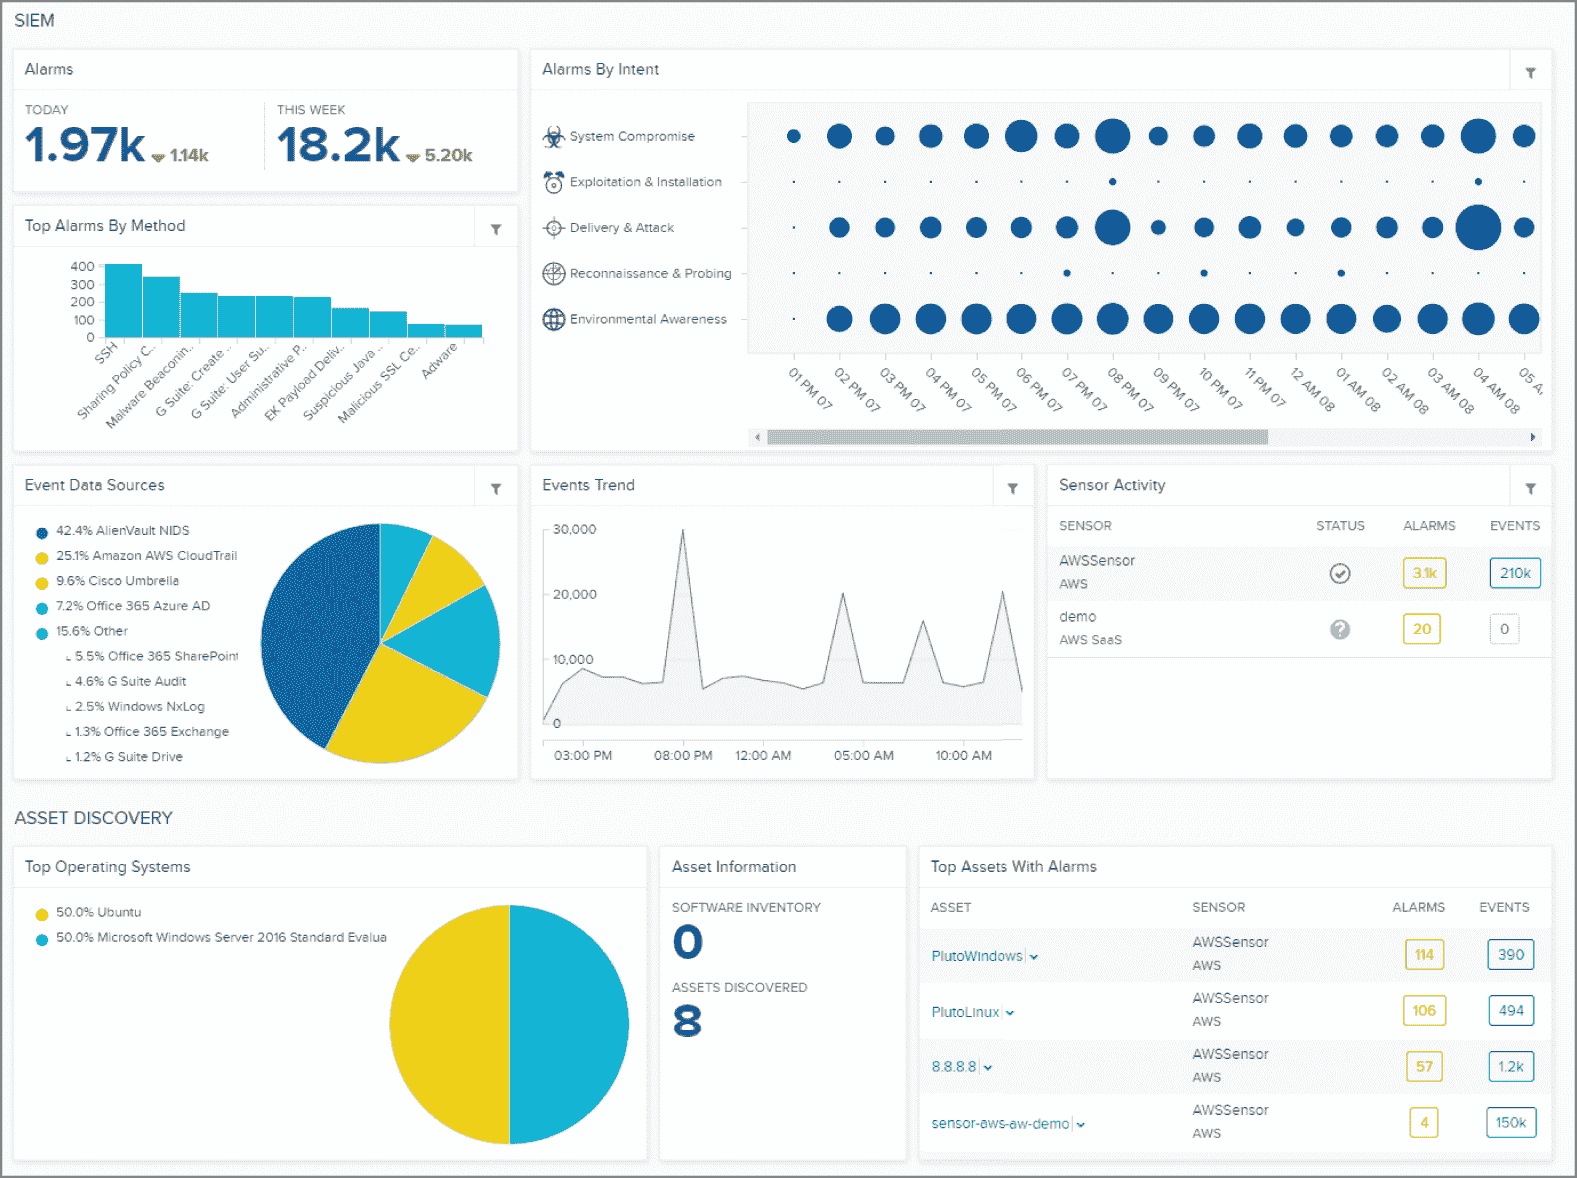 SIEM
Alarms
TODAY
1.97k 1.14k
THIS WEEK
18.2k 5.20k
Top Alarms By Method
400
300
200
100
0
SSH
Sharing Policy C...
Malware Beaconin...
G Suite: Create ...
G Suite: User Su...
Administrative P...
EK Payload Deliv...
Suspicious Java ...
Malicious SSL Ce...
Adware
Alarms By Intent
System Compromise
Exploitation & Installation
Delivery & Attack
Reconnaissance & Probing
Environmental Awareness
01 PM 07
02 PM 07
03 PM 07
04 PM 07
05 PM 07
06 PM 07
07 PM 07
08 PM 07
09 PM 07
10 PM 07
11 PM 07
12 AM 08
01 AM 08
02 AM 08
03 AM 08
04 AM 08
05 A
Event Data Sources
42.4% AlienVault NIDS
25.1% Amazon AWS CloudTrail
9.6% Cisco Umbrella
7.2% Office 365 Azure AD
15.6% Other
5.5% Office 365 SharePoint
4.6% G Suite Audit
2.5% Windows NxLog
1.3% Office 365 Exchange
1.2% G Suite Drive
Events Trend
30,000
20,000
10,000
0
03:00 PM 08:00 PM 12:00 AM 05:00 AM 10:00 AM
Sensor Activity
SENSOR STATUS ALARMS EVENTS
AWSSensor
AWS
3.1k 210k
demo
AWS SaaS
20 0
ASSET DISCOVERY
Top Operating Systems
50.0% Ubuntu
50.0% Microsoft Windows Server 2016 Standard Evalua
Asset Information
SOFTWARE INVENTORY
0
ASSETS DISCOVERED
8
Top Assets With Alarms
ASSET SENSOR ALARMS EVENTS
PlutoWindows AWSSensor
AWS
114 390
PlutoLinux AWSSensor
AWS
106 494
8.8.8.8 AWSSensor
AWS
57 1.2k
sensor-aws-aw-demo AWSSensor
AWS
4 150k